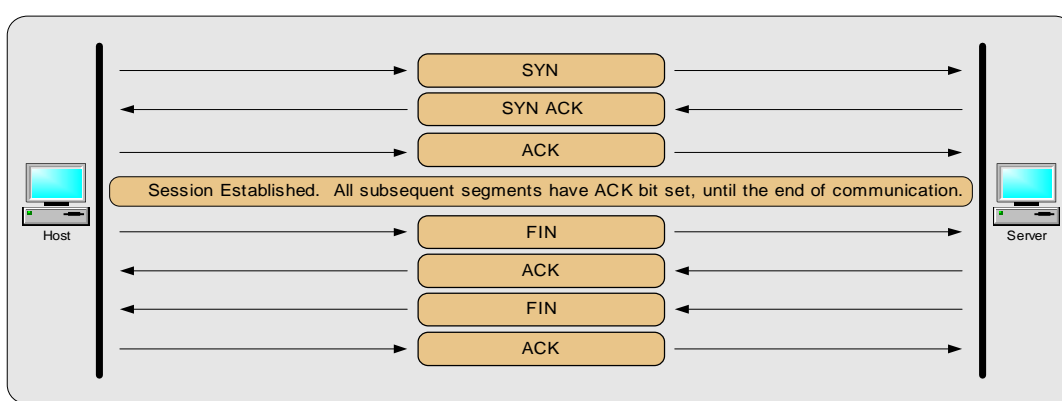 SYN
SYN ACK
ACK
Session Established. All subsequent segments have ACK bit set, until the end of communication.
Host
FIN
Server
ACK
FIN
ACK